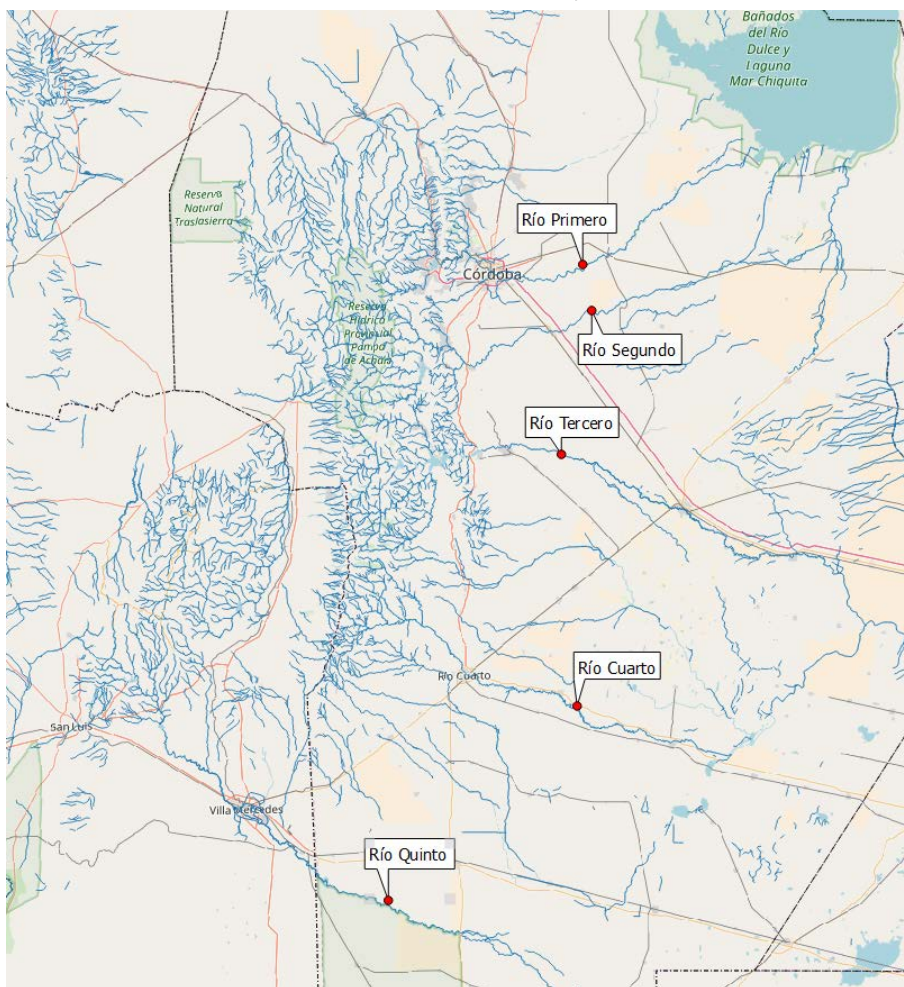 Bañados
del Río
Dulce y
Laguna
Mar Chiquita
Reserva
Natural
Traslasierra
Río Primero
Córdoba
Reserva
Hídrica
Provincial
Pampa
de Achala
Río Segundo
Río Tercero
Río Cuarto
Río Cuarto
San Luis
Villa Mercedes
Río Quinto